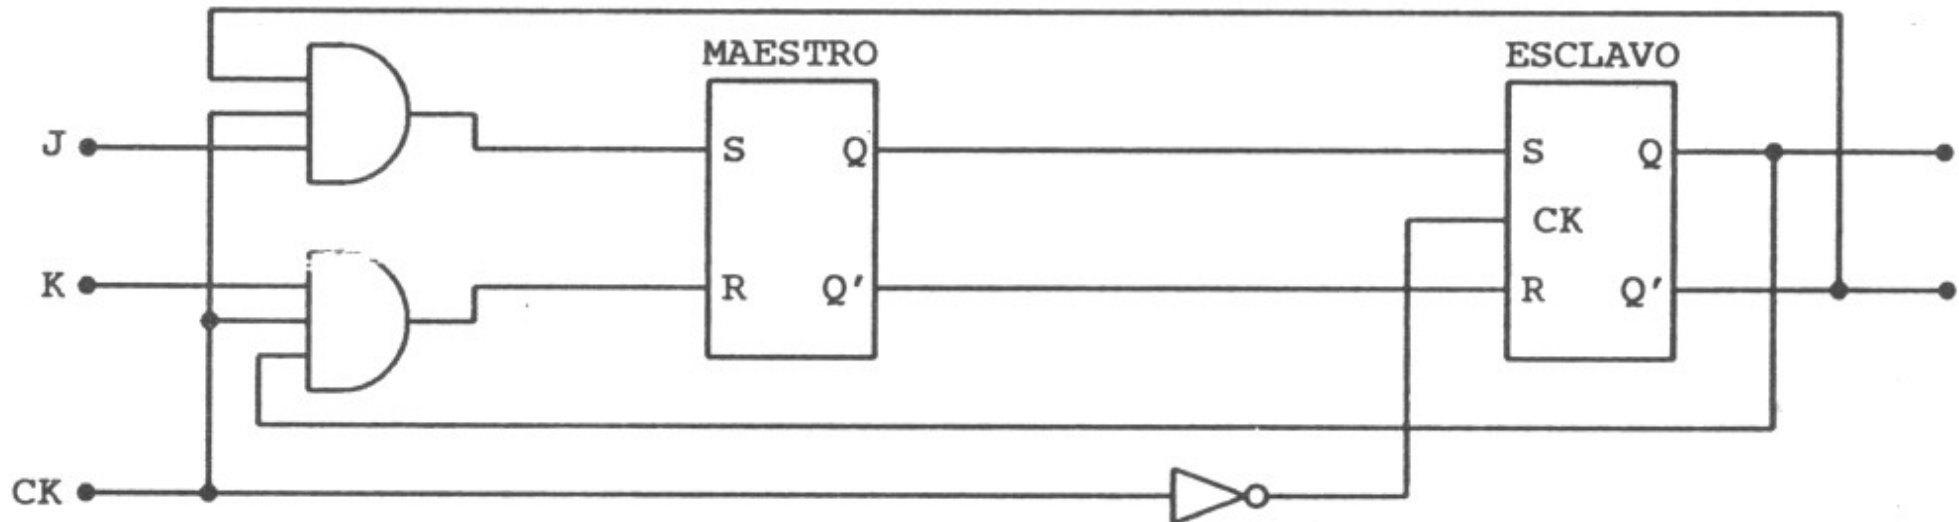 MAESTRO ESCLAVO
J S Q S Q
CK
K R Q' R Q'
CK